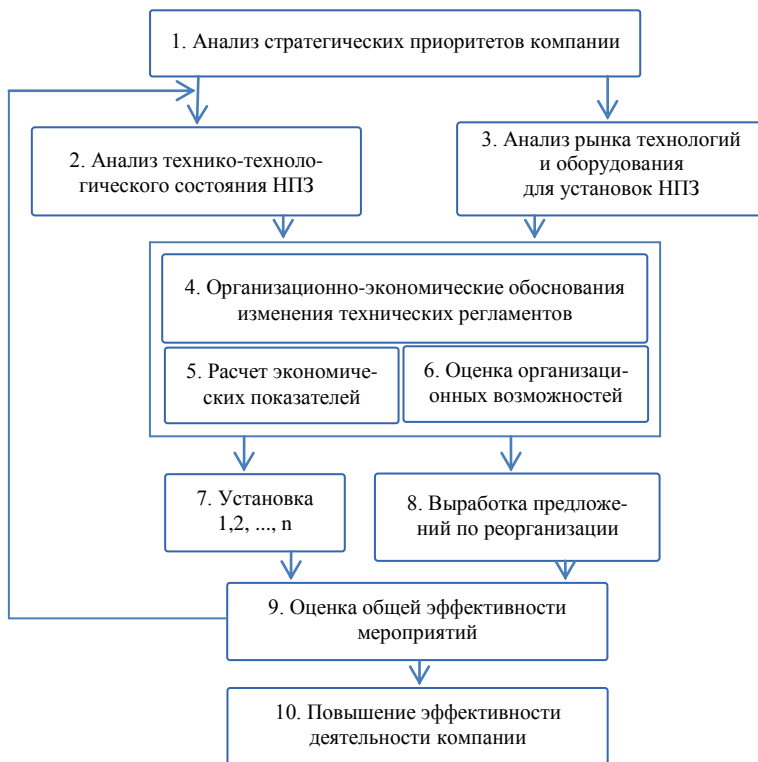 1. Анализ стратегических приоритетов компании
2. Анализ технико-техноло-
гического состояния НПЗ
3. Анализ рынка технологий
и оборудования
для установок НПЗ
4. Организационно-экономические обоснования
изменения технических регламентов
5. Расчет экономиче-
ских показателей
6. Оценка организаци-
онных возможностей
7. Установка
1,2, ..., n
8. Выработка предложе-
ний по реорганизации
9. Оценка общей эффективности
мероприятий
10. Повышение эффективности
деятельности компании